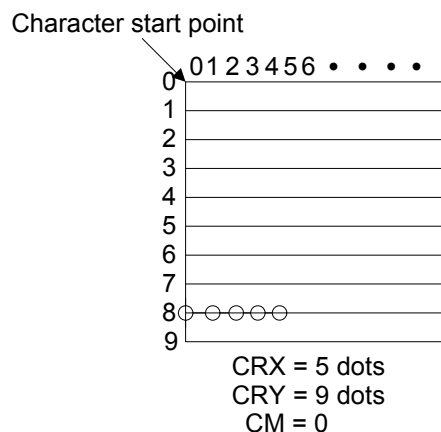 Character start point
0123456 • • • •
0
1
2
3
4
5
6
7
8
9
CRX = 5 dots
CRY = 9 dots
CM = 0